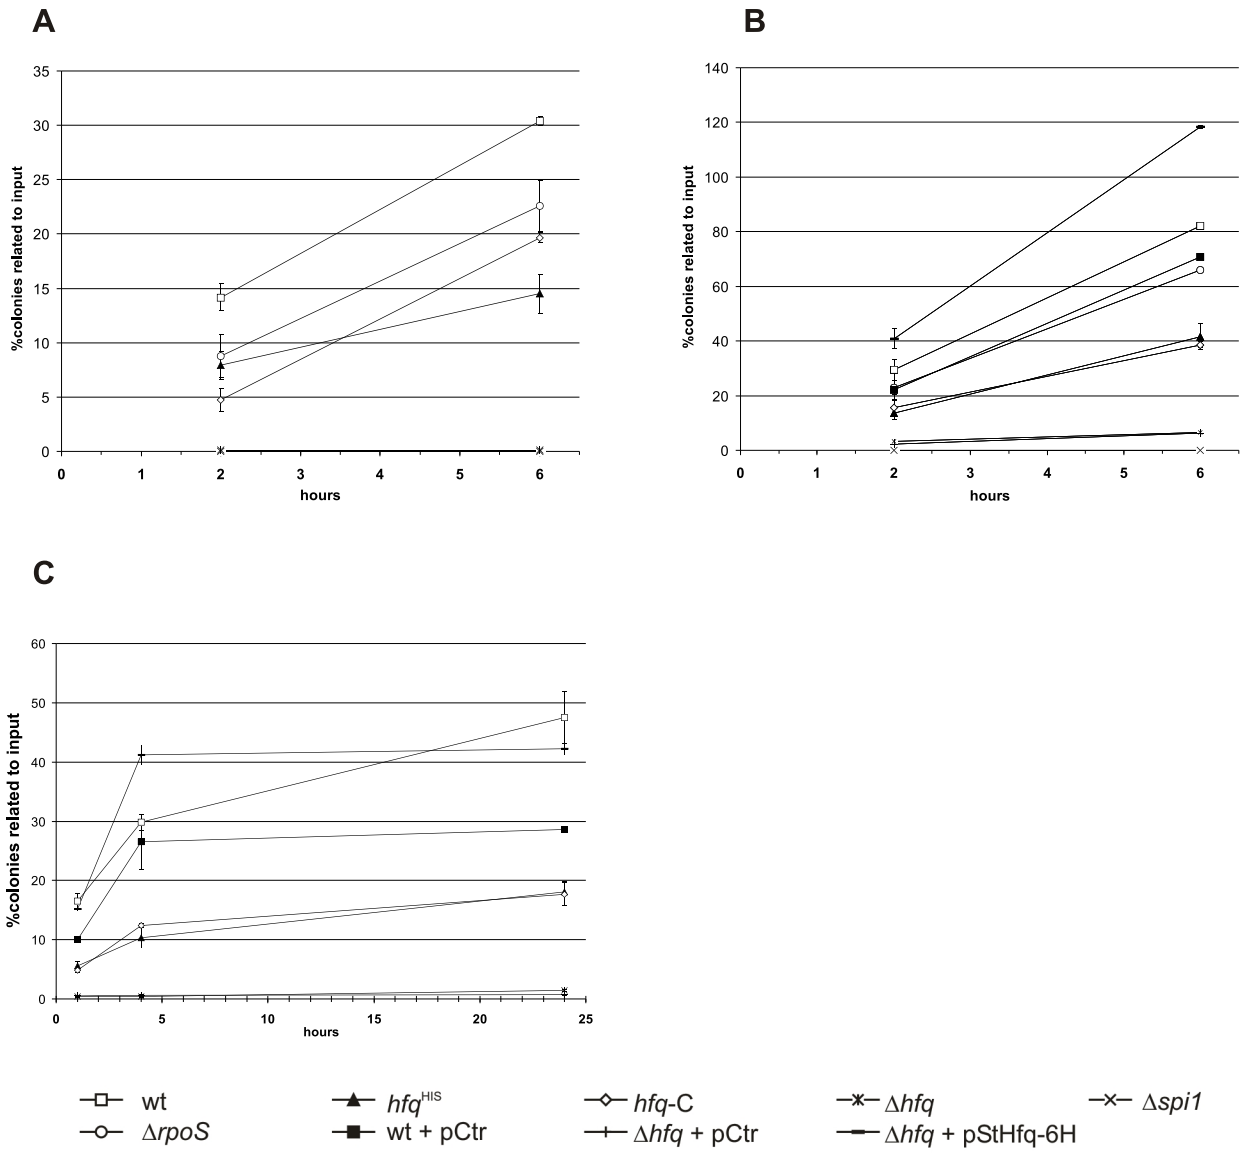 A
B
35
30
25
20
15
10
5
0
%colonies related to input
0 1 2 3 4 5 6
hours
140
120
100
80
60
40
20
0
%colonies related to input
0 1 2 3 4 5 6
hours
C
60
50
40
30
20
10
0
%colonies related to input
0 5 10 15 20 25
hours
wt hfqHIS hfq-C Δhfq Δspi1
ΔrpoS wt + pCtr Δhfq + pCtr Δhfq + pStHfq-6H